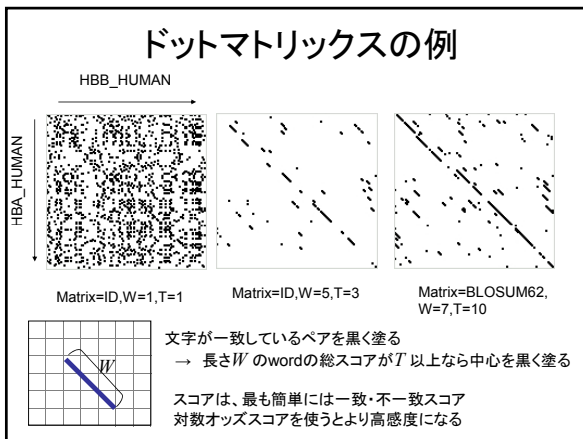 ドットマトリックスの例
HBB_HUMAN
HBA_HUMAN
Matrix=ID,W=1,T=1
Matrix=ID,W=5,T=3
Matrix=BLOSUM62,
W=7,T=10
W
文字が一致しているペアを黒く塗る
→ 長さW のwordの総スコアがT 以上なら中心を黒く塗る
スコアは、最も簡単には一致・不一致スコア
対数オッズスコアを使うとより高感度になる